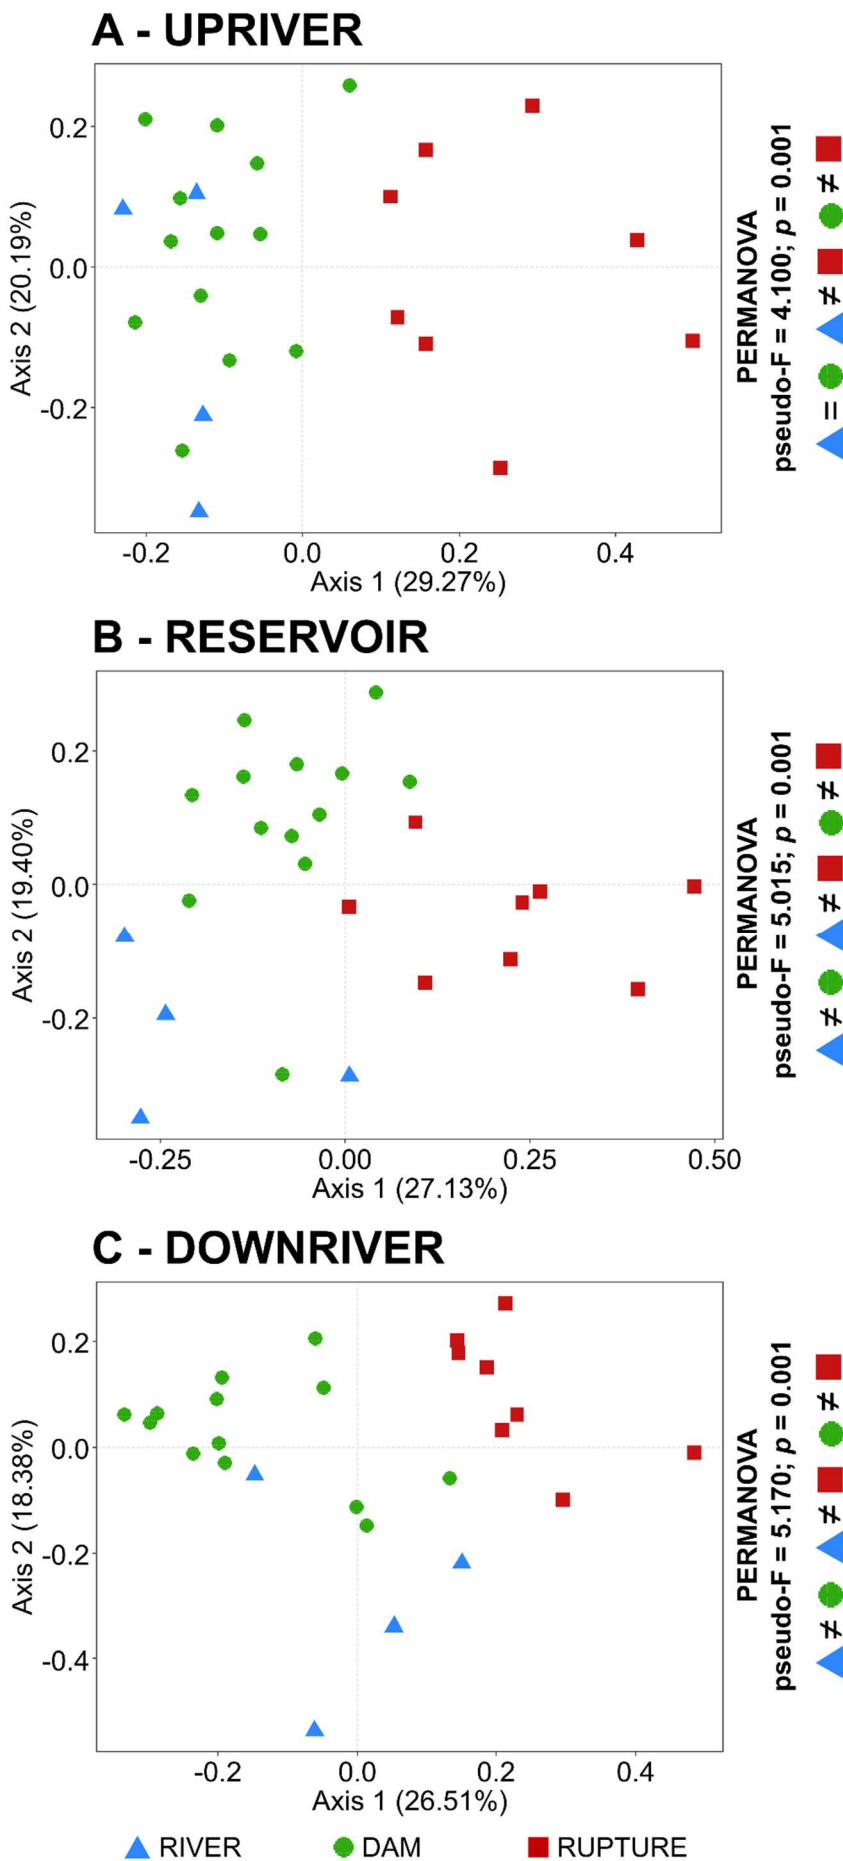 A - UPRIVER
0.2
0.0
-0.2
Axis 2 (20.19%)
-0.2 0.0 0.2 0.4
Axis 1 (29.27%)
PERMANOVA
pseudo-F = 4.100; p = 0.001
≠
≠
=
B - RESERVOIR
0.2
0.0
-0.2
Axis 2 (19.40%)
-0.25 0.00 0.25 0.50
Axis 1 (27.13%)
PERMANOVA
pseudo-F = 5.015; p = 0.001
≠
≠
≠
C - DOWNRIVER
0.2
0.0
-0.2
-0.4
Axis 2 (18.38%)
-0.2 0.0 0.2 0.4
Axis 1 (26.51%)
PERMANOVA
pseudo-F = 5.170; p = 0.001
≠
≠
≠
RIVER DAM RUPTURE